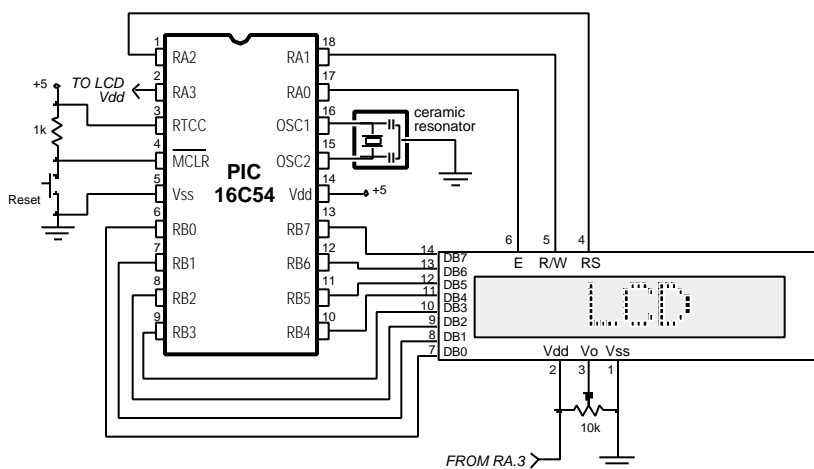 1
RA2
18
RA1
+5
TO LCD
Vdd
2
RA3
17
RA0
3
RTCC
16
OSC1
ceramic
resonator
1k
4
MCLR
15
OSC2
PIC
16C54
Reset
5
Vss
14
Vdd
+5
6
RB0
13
RB7
7
RB1
12
RB6
8
RB2
11
RB5
9
RB3
10
RB4
6
5
4
E
R/W
RS
14
DB7
13
DB6
12
DB5
11
DB4
10
DB3
9
DB2
8
DB1
7
DB0
LCD
Vdd
Vo
Vss
2
3
1
10k
FROM RA.3